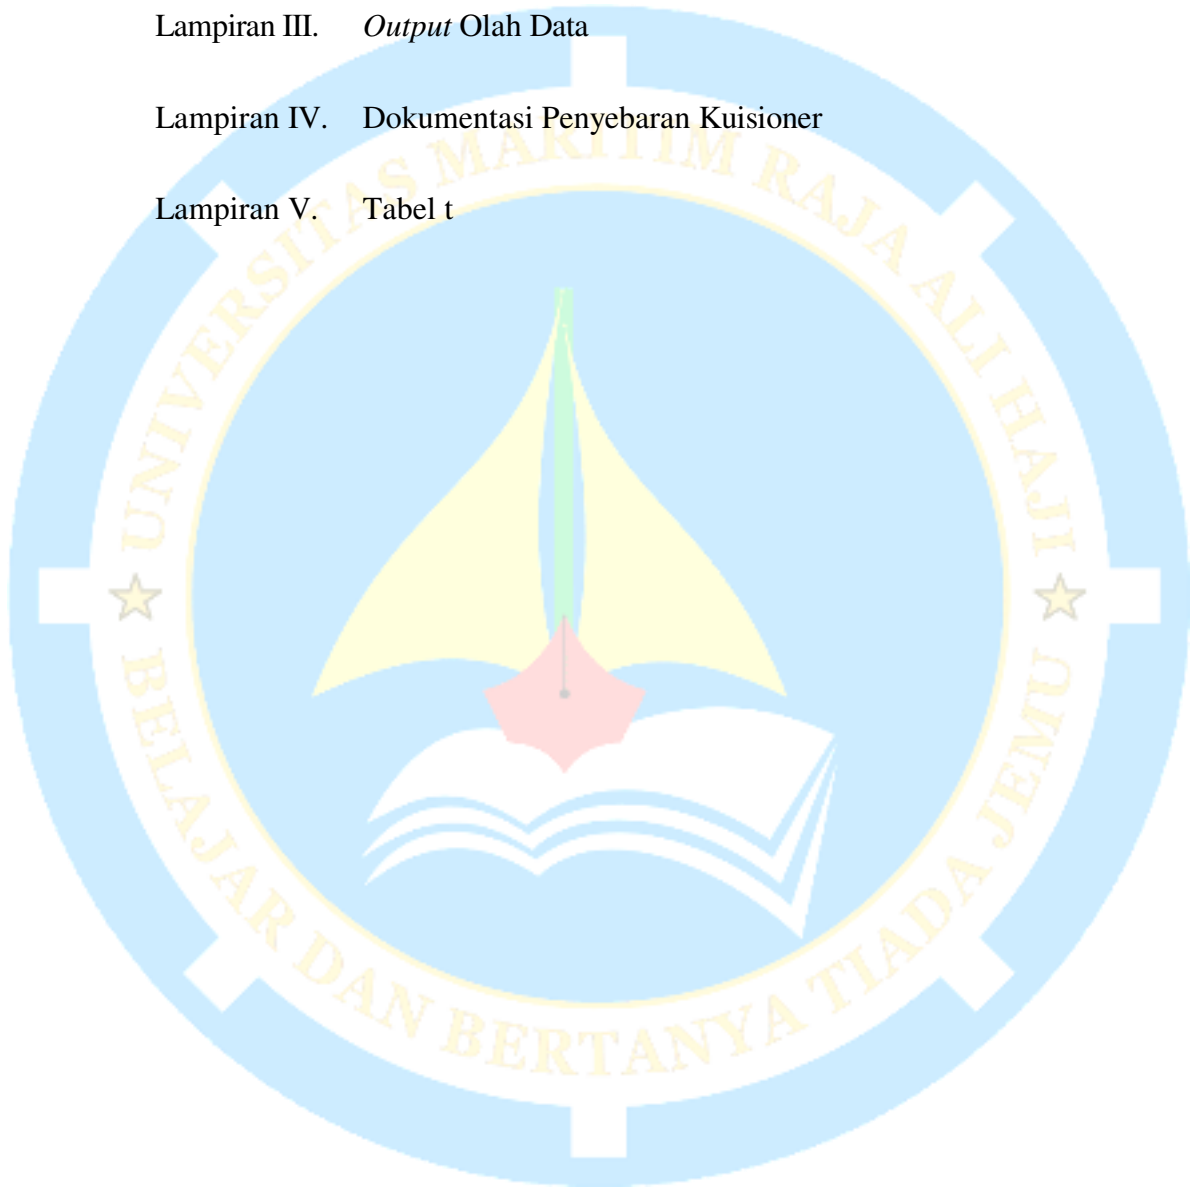 Lampiran III. Output Olah Data
Lampiran IV. Dokumentasi Penyebaran Kuisioner
Lampiran V. Tabel t
UNIVERSITAS MARITIM RAJA ALI HAJI
BELAJAR DAN BERTANYA TIADA JEMU